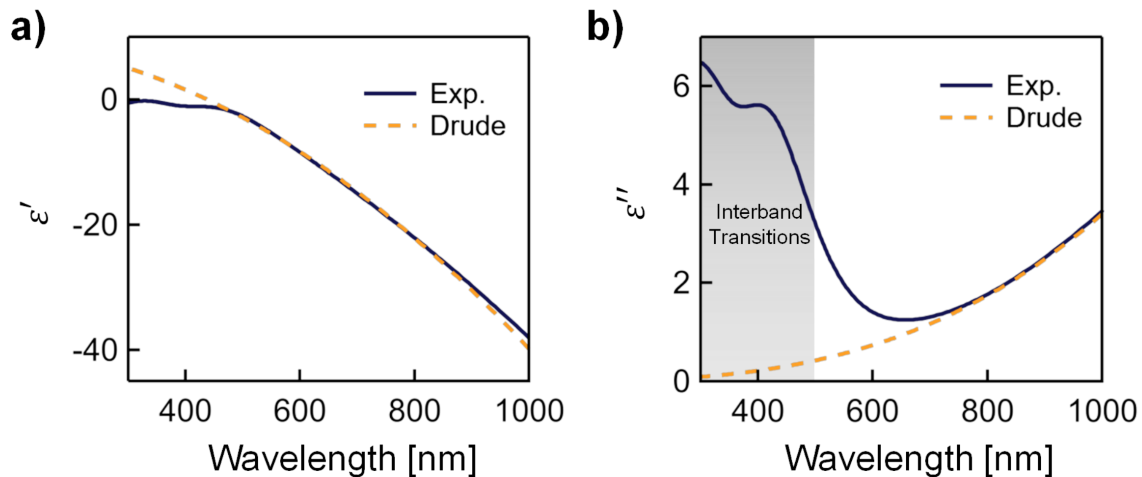 a)
0
-20
-40
ε′
Exp.
Drude
400
600
800
1000
Wavelength [nm]
b)
6
4
2
0
ε″
Exp.
Drude
Interband
Transitions
400
600
800
1000
Wavelength [nm]